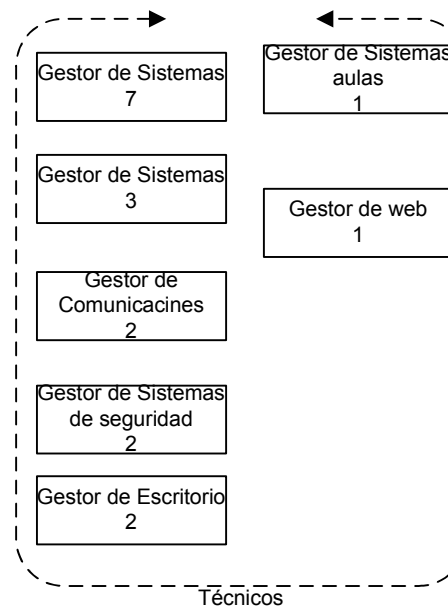 Gestor de Sistemas
7
Gestor de Sistemas
3
Gestor de
Comunicacines
2
Gestor de Sistemas
de seguridad
2
Gestor de Escritorio
2
Gestor de Sistemas
aulas
1
Gestor de web
1
Técnicos